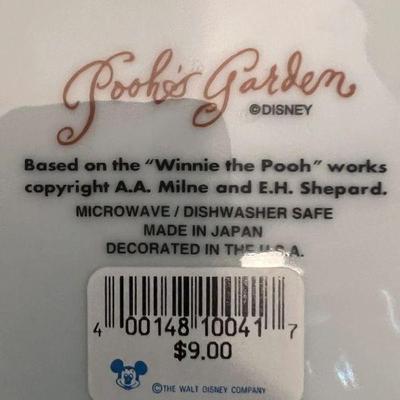 Pooh's Garden
©DISNEY
Based on the "Winnie the Pooh" works
copyright A.A. Milne and E.H. Shepard.
MICROWAVE / DISHWASHER SAFE
MADE IN JAPAN
DECORATED IN THE U.S.A.
4 00148 10041 7
$9.00
©THE WALT DISNEY COMPANY